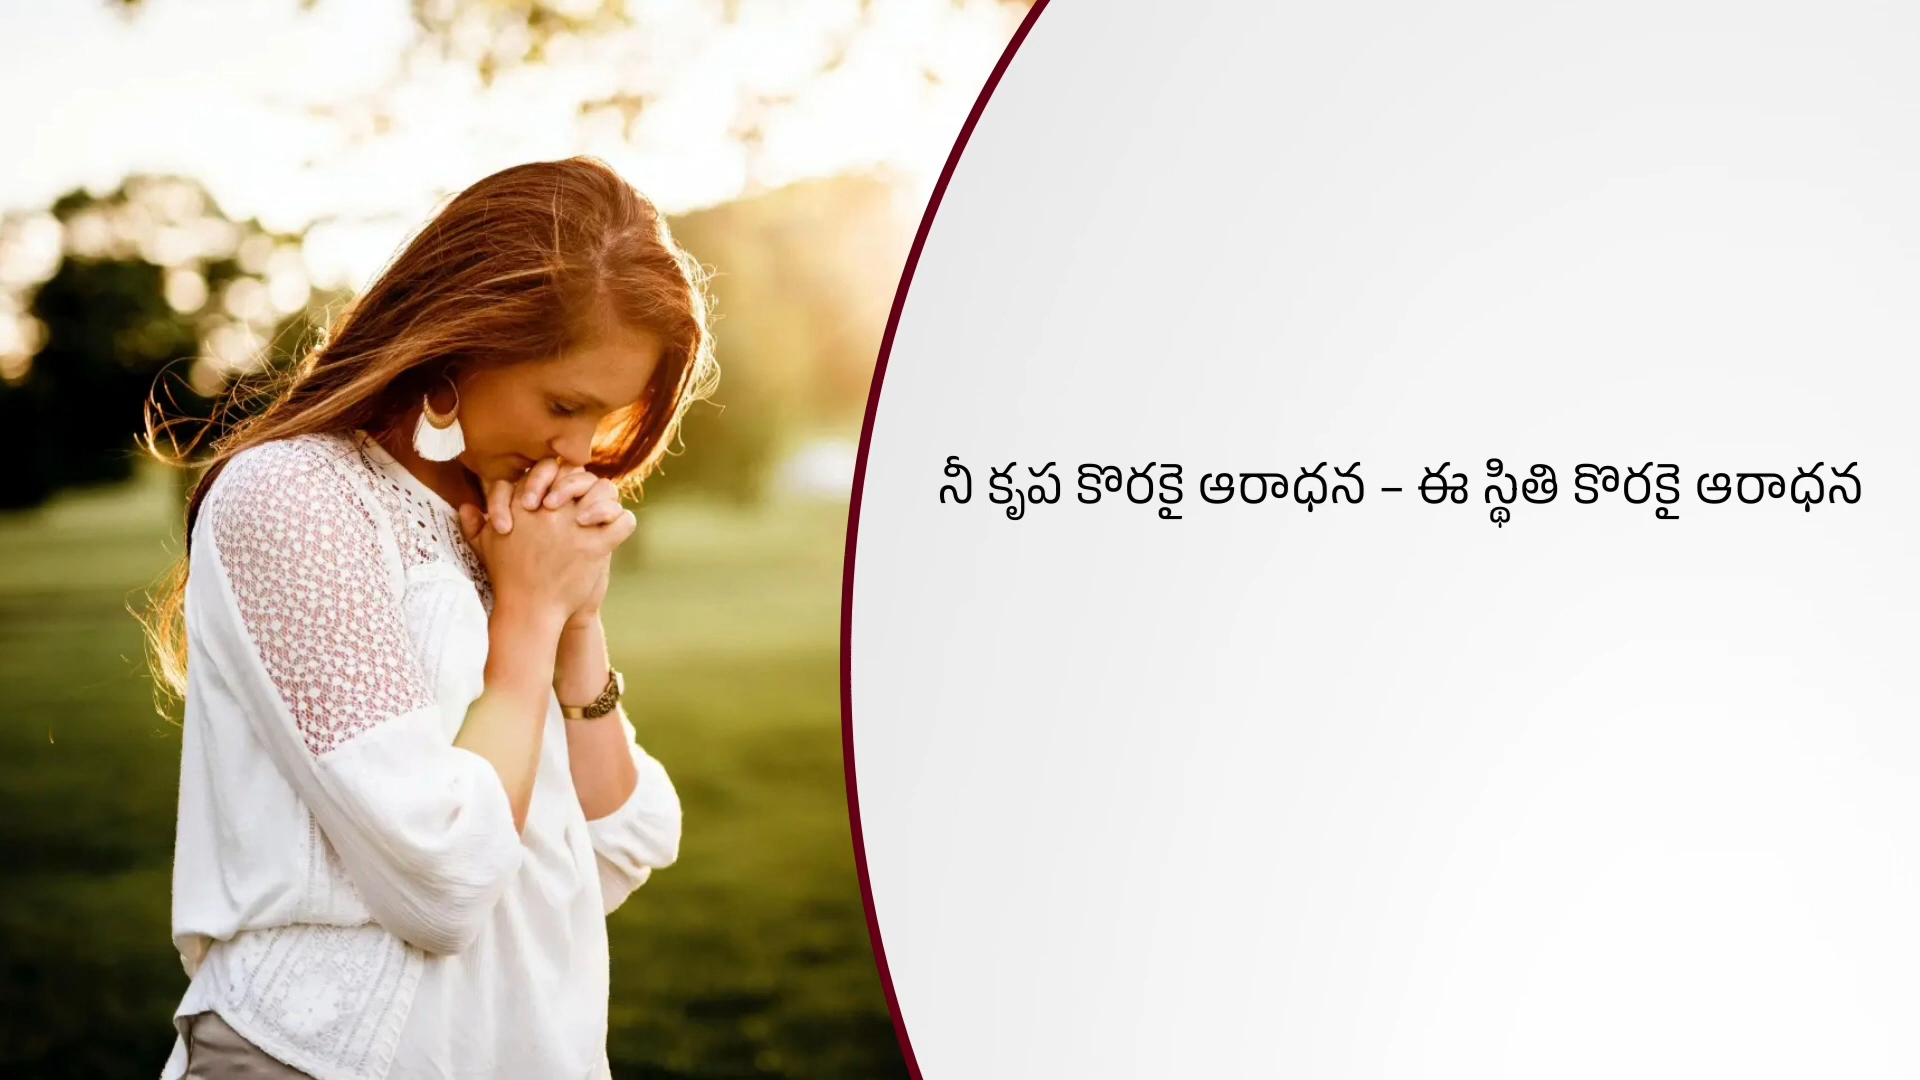 నీ కృప కొరకై ఆరాధన – ఈ స్థితి కొరకై ఆరాధన